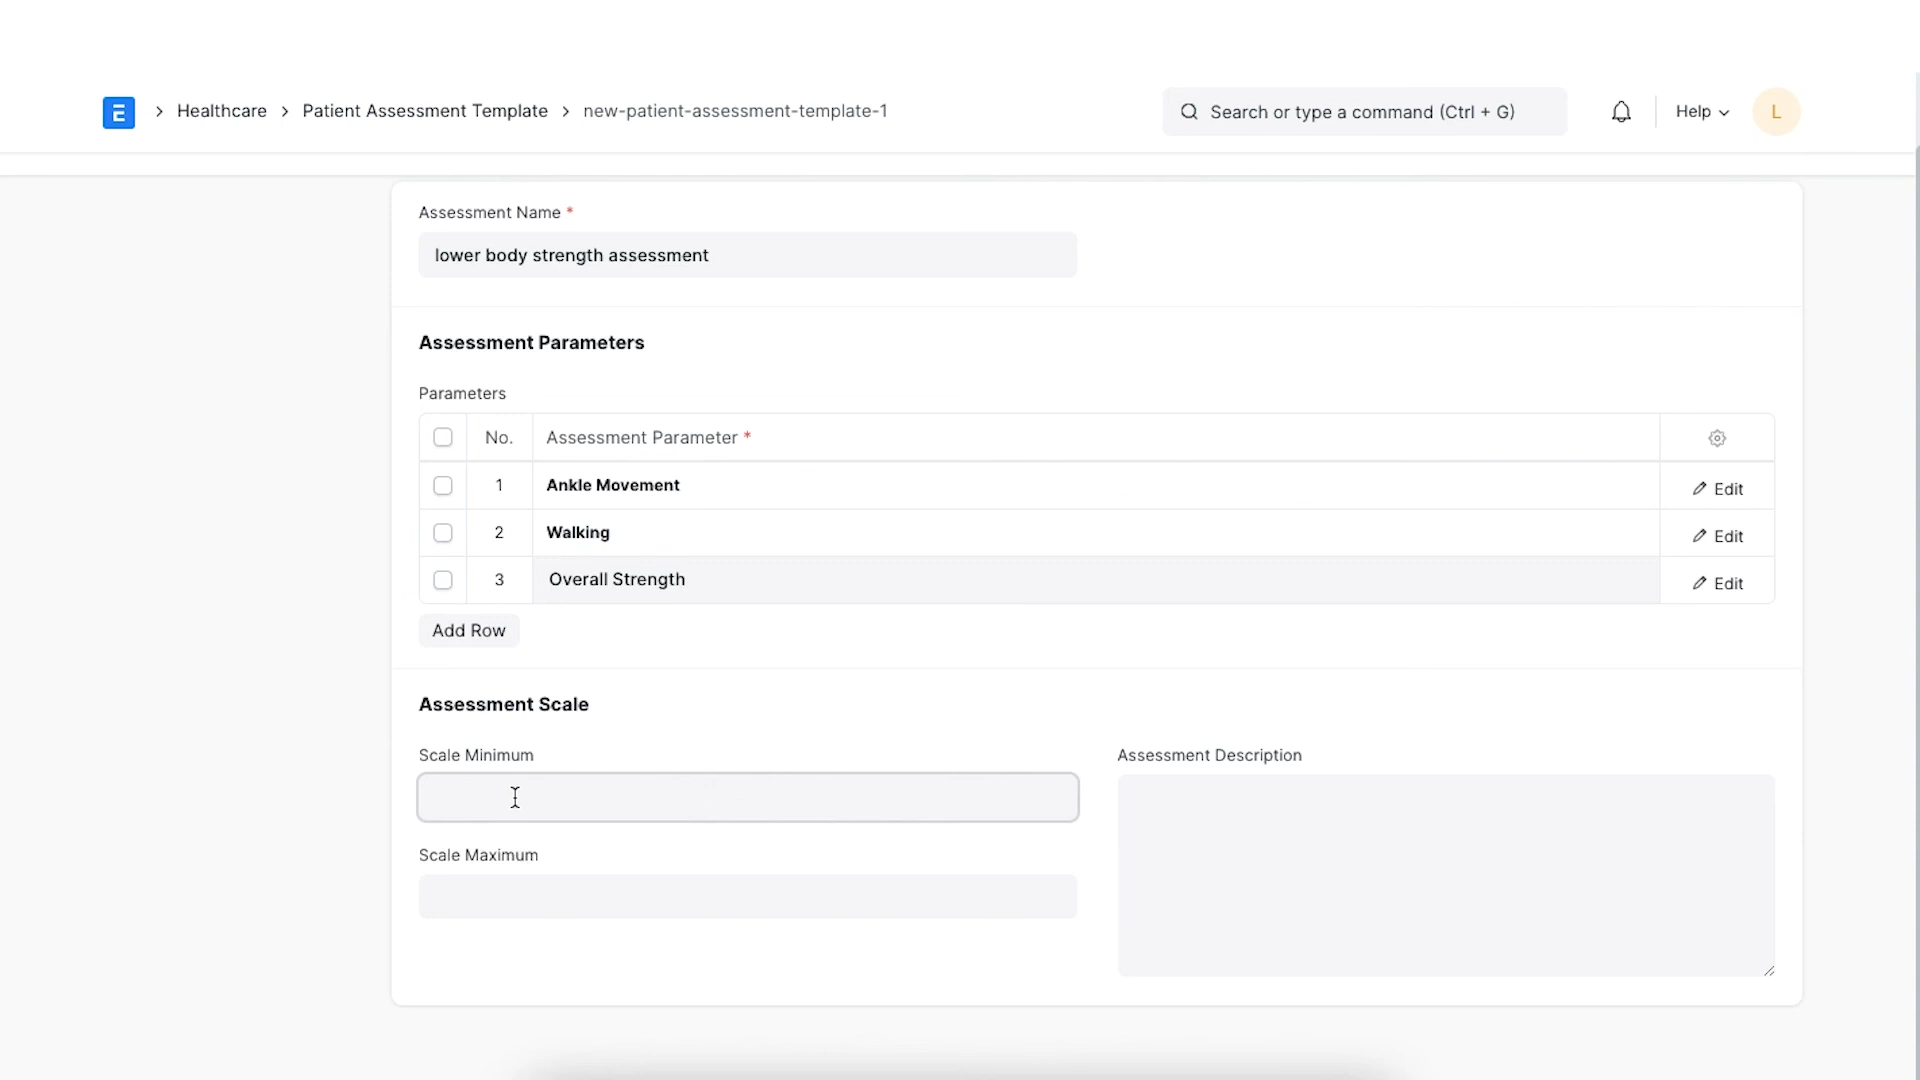 E > Healthcare > Patient Assessment Template > new-patient-assessment-template-1 Search or type a command (Ctrl + G) Help L
Assessment Name *
lower body strength assessment
Assessment Parameters
Parameters
No. Assessment Parameter *
1 Ankle Movement Edit
2 Walking Edit
3 Overall Strength Edit
Add Row
Assessment Scale
Scale Minimum Assessment Description
Scale Maximum